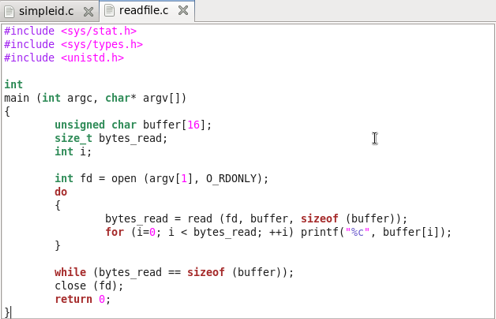 simpleid.c readfile.c
#include <sys/stat.h>
#include <sys/types.h>
#include <unistd.h>

int
main (int argc, char* argv[])
{
        unsigned char buffer[16];
        size_t bytes_read;
        int i;

        int fd = open (argv[1], O_RDONLY);
        do
        {
                bytes_read = read (fd, buffer, sizeof (buffer));
                for (i=0; i < bytes_read; ++i) printf("%c", buffer[i]);
        }

        while (bytes_read == sizeof (buffer));
        close (fd);
        return 0;
}